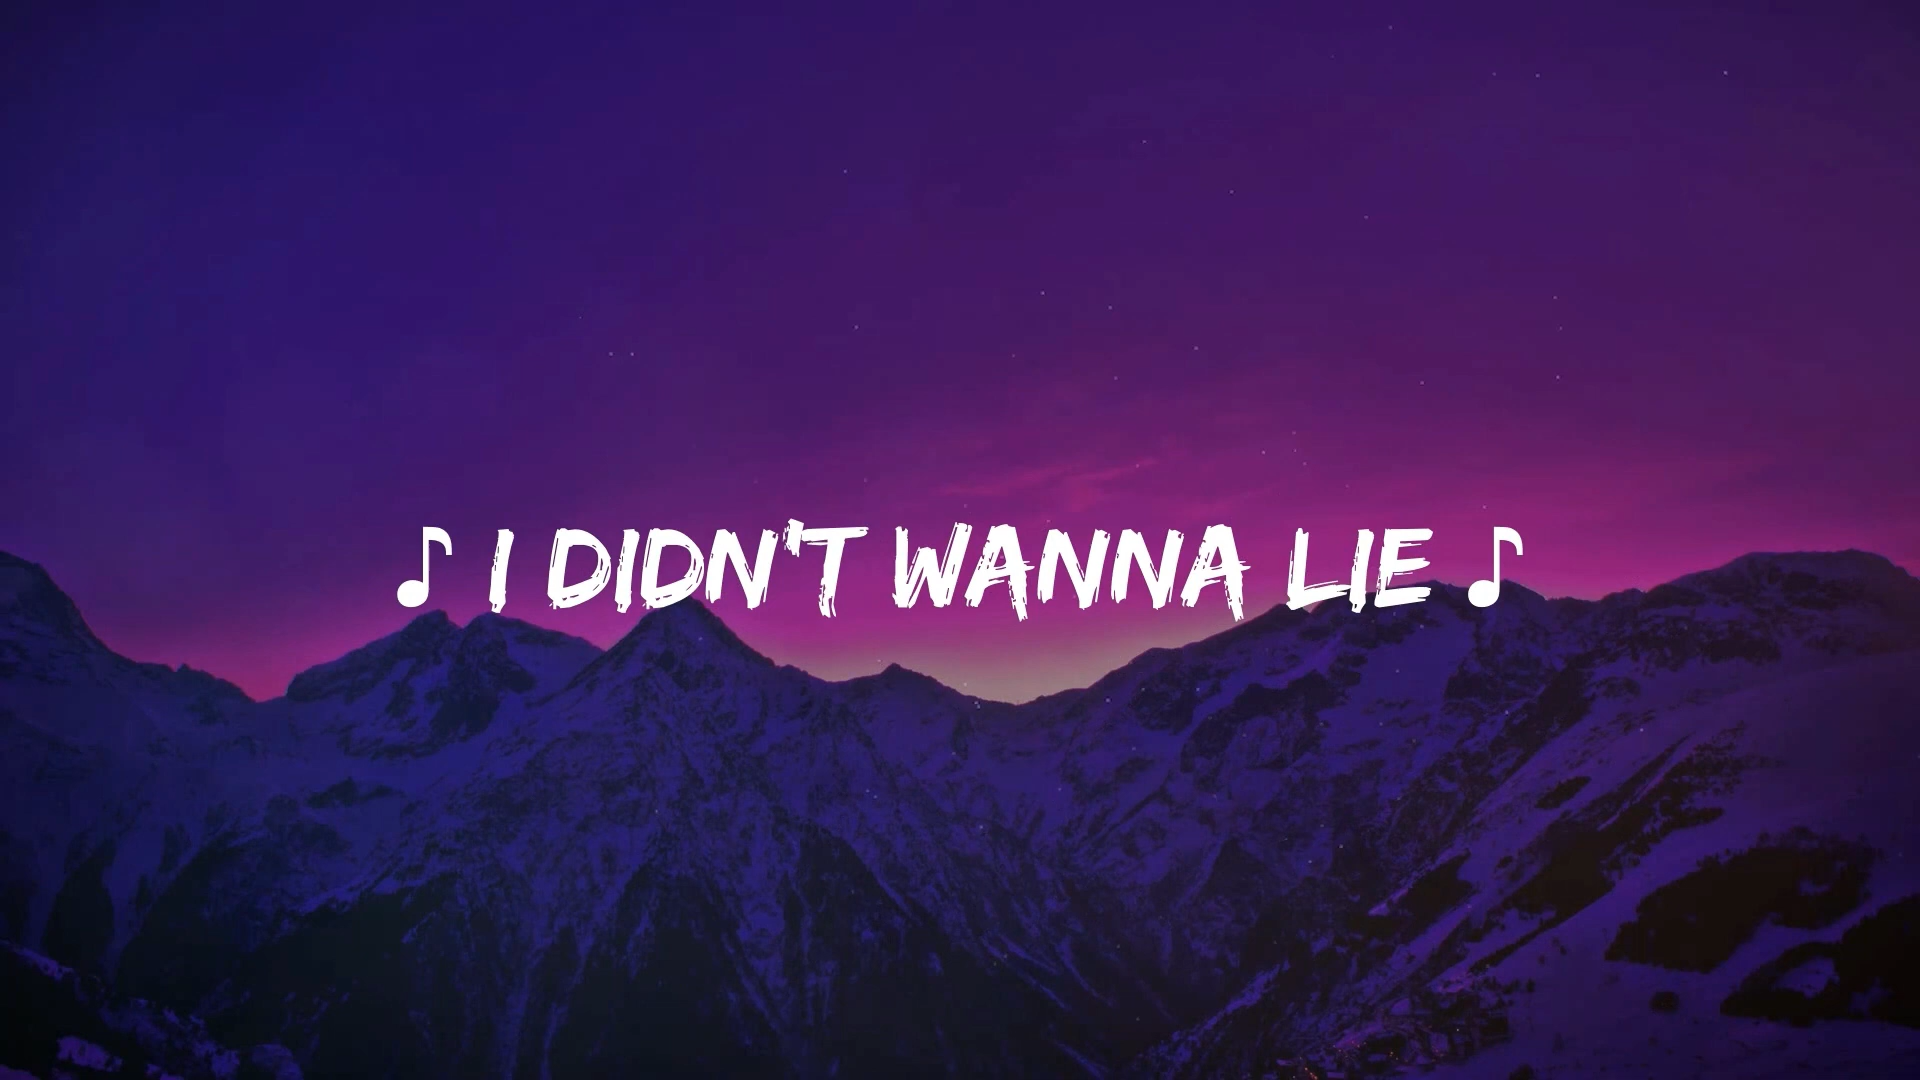 ♪ I DIDN'T WANNA LIE ♪